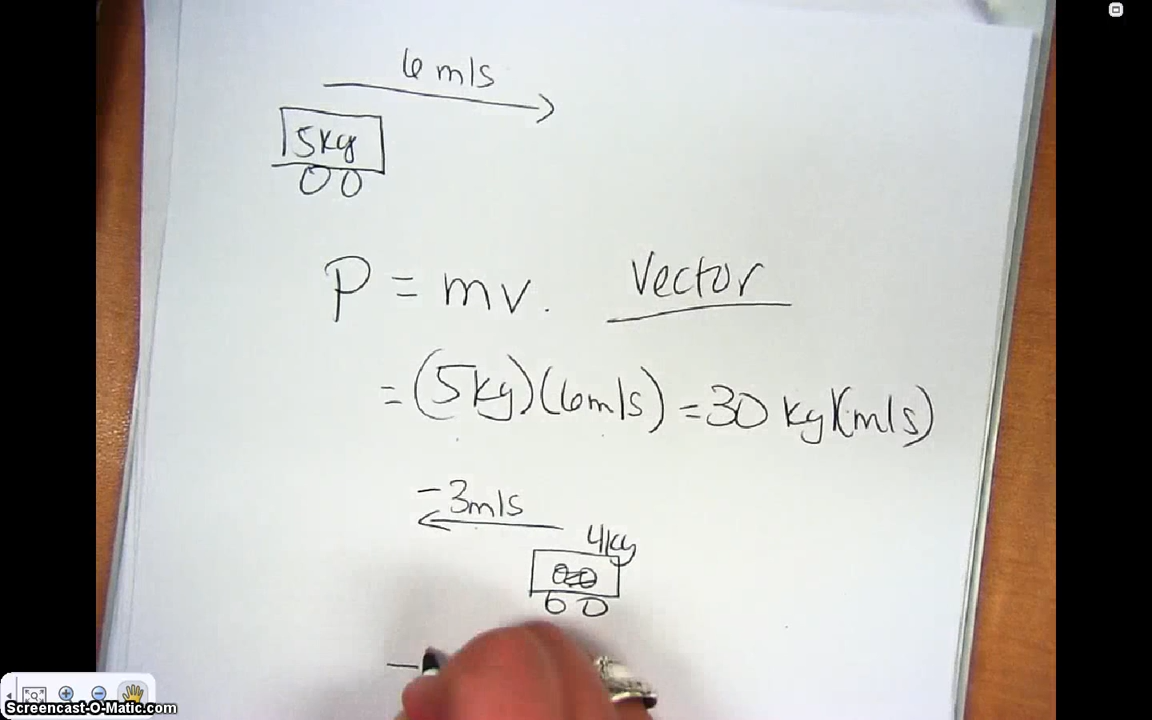 6 m/s
5kg
P = mv. Vector
= (5kg)(6m/s) = 30 kg(m/s)
-3m/s
4kg
Screencast-O-Matic.com